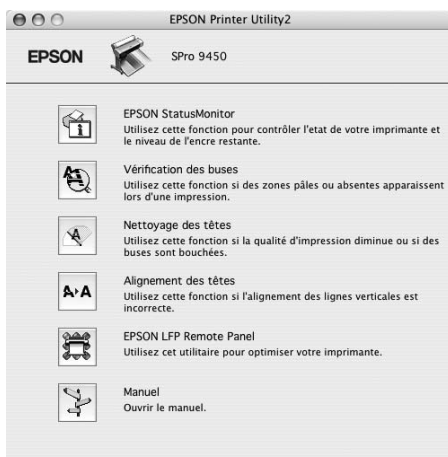 EPSON Printer Utility2
EPSON
SPro 9450
EPSON StatusMonitor
Utilisez cette fonction pour contrôler l'etat de votre imprimante et
le niveau de l'encre restante.
Vérification des buses
Utilisez cette fonction si des zones pâles ou absentes apparaissent
lors d'une impression.
Nettoyage des têtes
Utilisez cette fonction si la qualité d'impression diminue ou si des
buses sont bouchées.
Alignement des têtes
Utilisez cette fonction si l'alignement des lignes verticales est
incorrecte.
EPSON LFP Remote Panel
Utilisez cet utilitaire pour optimiser votre imprimante.
Manuel
Ouvrir le manuel.